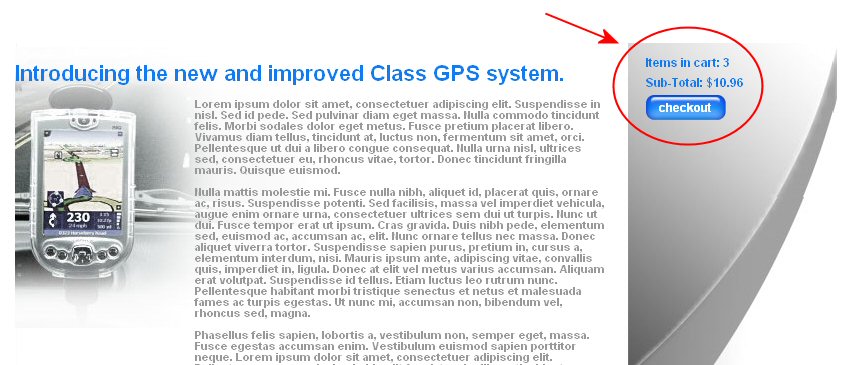 Items in cart: 3
Sub-Total: $10.96
checkout
Introducing the new and improved Class GPS system.
Lorem ipsum dolor sit amet, consectetuer adipiscing elit. Suspendisse in
nisl. Sed id pede. Sed pulvinar diam eget massa. Nulla commodo tincidunt
felis. Morbi sodales dolor eget metus. Fusce pretium placerat libero.
Vivamus diam tellus, tincidunt at, luctus non, fermentum sit amet, orci.
Pellentesque ut dui a libero congue consequat. Nulla urna nisl, ultrices
sed, consectetuer eu, rhoncus vitae, tortor. Donec tincidunt fringilla
mauris. Quisque euismod.
Nulla mattis molestie mi. Fusce nulla nibh, aliquet id, placerat quis, ornare
ac, risus. Suspendisse potenti. Sed facilisis, massa vel imperdiet vehicula,
augue enim ornare urna, consectetuer ultrices sem dui ut turpis. Nunc ut
dui. Fusce tempor erat ut ipsum. Cras gravida. Duis nibh pede, elementum
sed, euismod ac, accumsan ac, elit. Nunc ornare tellus nec massa. Donec
aliquet viverra tortor. Suspendisse sapien purus, pretium in, cursus a,
elementum interdum, nisi. Mauris ipsum ante, adipiscing vitae, convallis
quis, imperdiet in, ligula. Donec at elit vel metus varius accumsan. Aliquam
erat volutpat. Suspendisse id tellus. Etiam luctus leo rutrum nunc.
Pellentesque habitant morbi tristique senectus et netus et malesuada
fames ac turpis egestas. Ut nunc mi, accumsan non, bibendum vel,
rhoncus sed, magna.
Phasellus felis sapien, lobortis a, vestibulum non, semper eget, massa.
Fusce egestas accumsan enim. Vestibulum euismod sapien porttitor
neque. Lorem ipsum dolor sit amet, consectetuer adipiscing elit.
230
24 mph